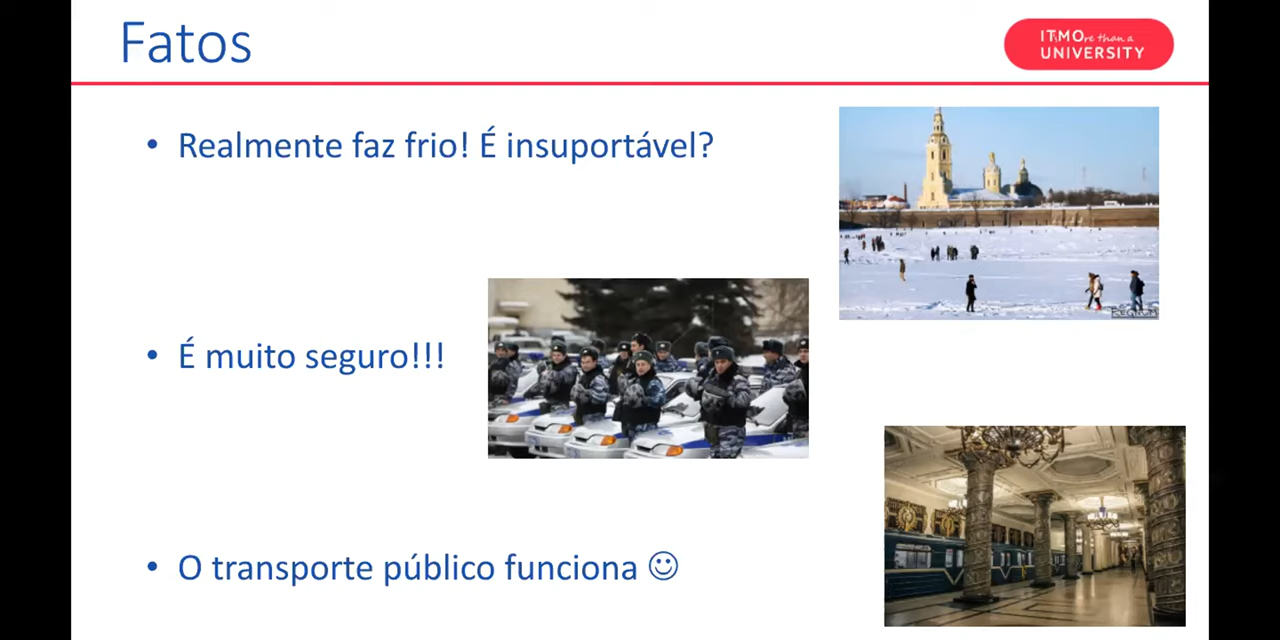 Fatos
ITMOre than a
UNIVERSITY
• Realmente faz frio! É insuportável?
• É muito seguro!!!
• O transporte público funciona ☺